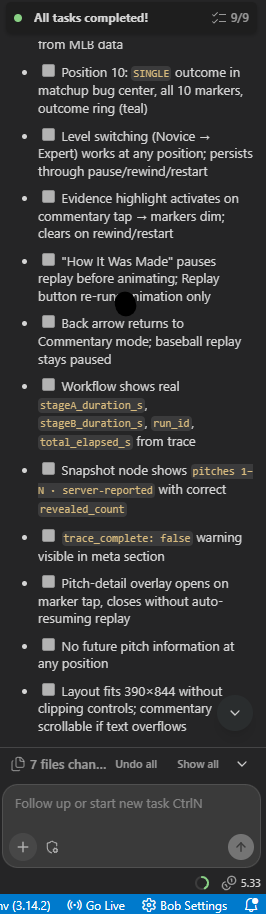 All tasks completed!
9/9
from MLB data
Position 10: SINGLE outcome in
matchup bug center, all 10 markers,
outcome ring (teal)
Level switching (Novice →
Expert) works at any position; persists
through pause/rewind/restart
Evidence highlight activates on
commentary tap → markers dim;
clears on rewind/restart
"How It Was Made" pauses
replay before animating; Replay
button re-runs animation only
Back arrow returns to
Commentary mode; baseball replay
stays paused
Workflow shows real
stageA_duration_s,
stageB_duration_s, run_id,
total_elapsed_s from trace
Snapshot node shows pitches 1–
N · server-reported with correct
revealed_count
trace_complete: false warning
visible in meta section
Pitch-detail overlay opens on
marker tap, closes without auto-
resuming replay
No future pitch information at
any position
Layout fits 390×844 without
clipping controls; commentary
scrollable if text overflows
7 files chan... Undo all Show all
Follow up or start new task CtrlN
5.33
nv (3.14.2) Go Live Bob Settings